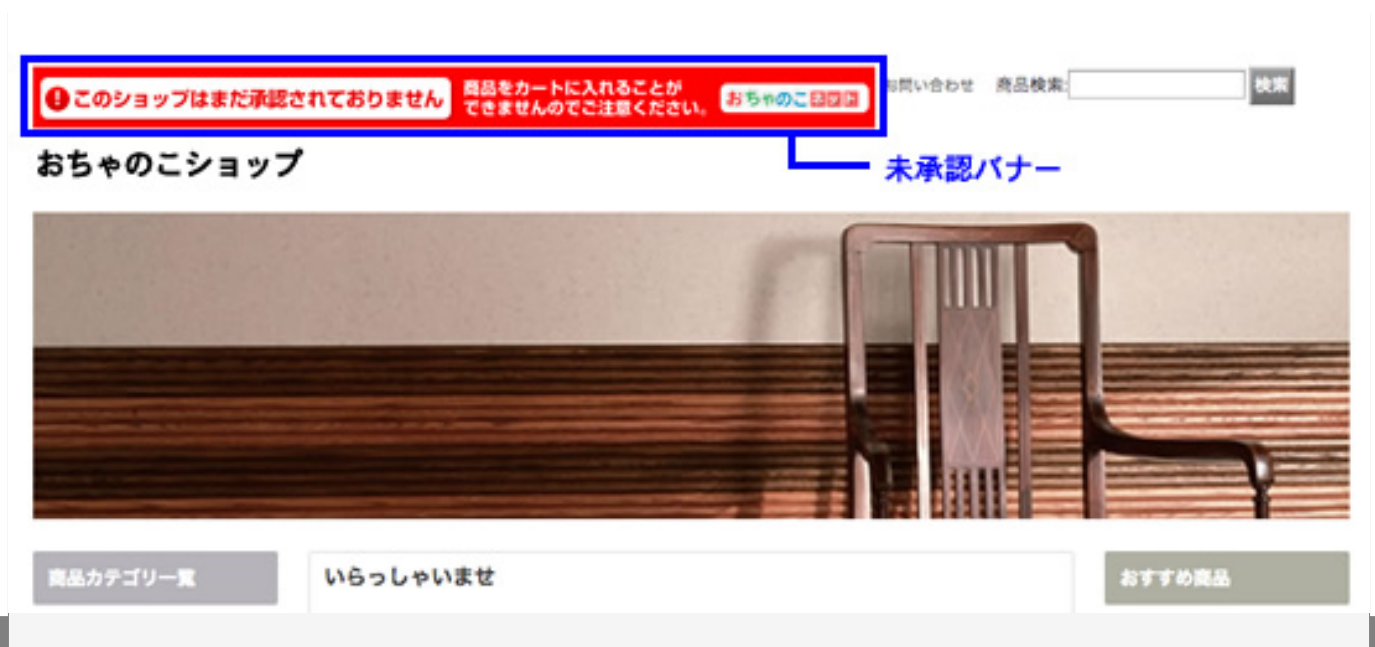 このショップはまだ承認されておりません
商品をカートに入れることが
できませんのでご注意ください。
おちゃのこネット
お問い合わせ 商品検索: 検索
おちゃのこショップ
未承認バナー
商品カテゴリ一覧
いらっしゃいませ
おすすめ商品